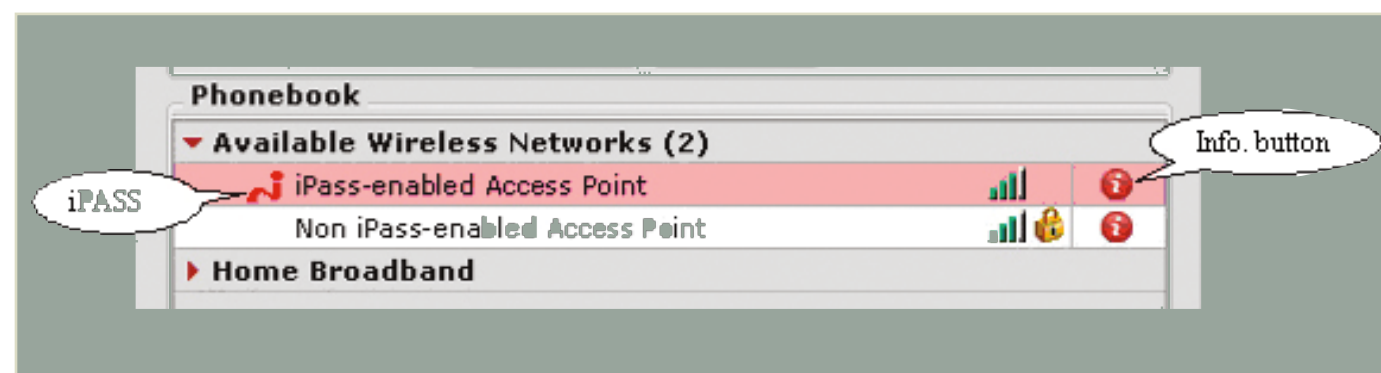 Phonebook
Available Wireless Networks (2)
iPass-enabled Access Point
Non iPass-enabled Access Point
Home Broadband
iPASS
Info. button